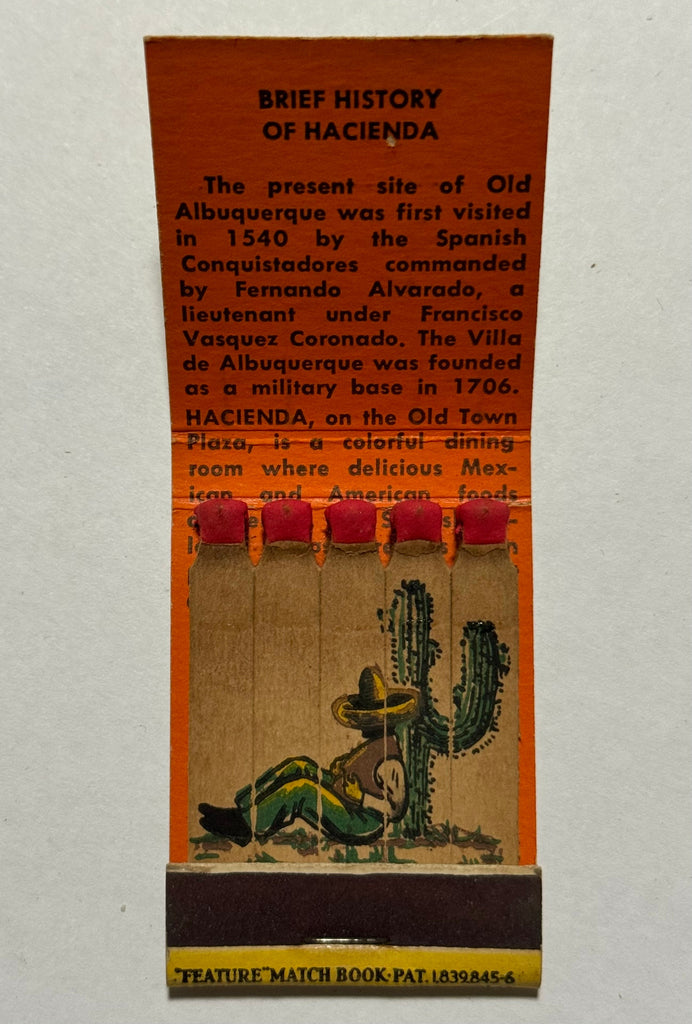 BRIEF HISTORY
OF HACIENDA
The present site of Old
Albuquerque was first visited
in 1540 by the Spanish
Conquistadores commanded
by Fernando Alvarado, a
lieutenant under Francisco
Vasquez Coronado. The Villa
de Albuquerque was founded
as a military base in 1706.
HACIENDA, on the Old Town
Plaza, is a colorful dining
room where delicious Mex-
ican and American foods
"FEATURE" MATCH BOOK·PAT. 1,839,845-6